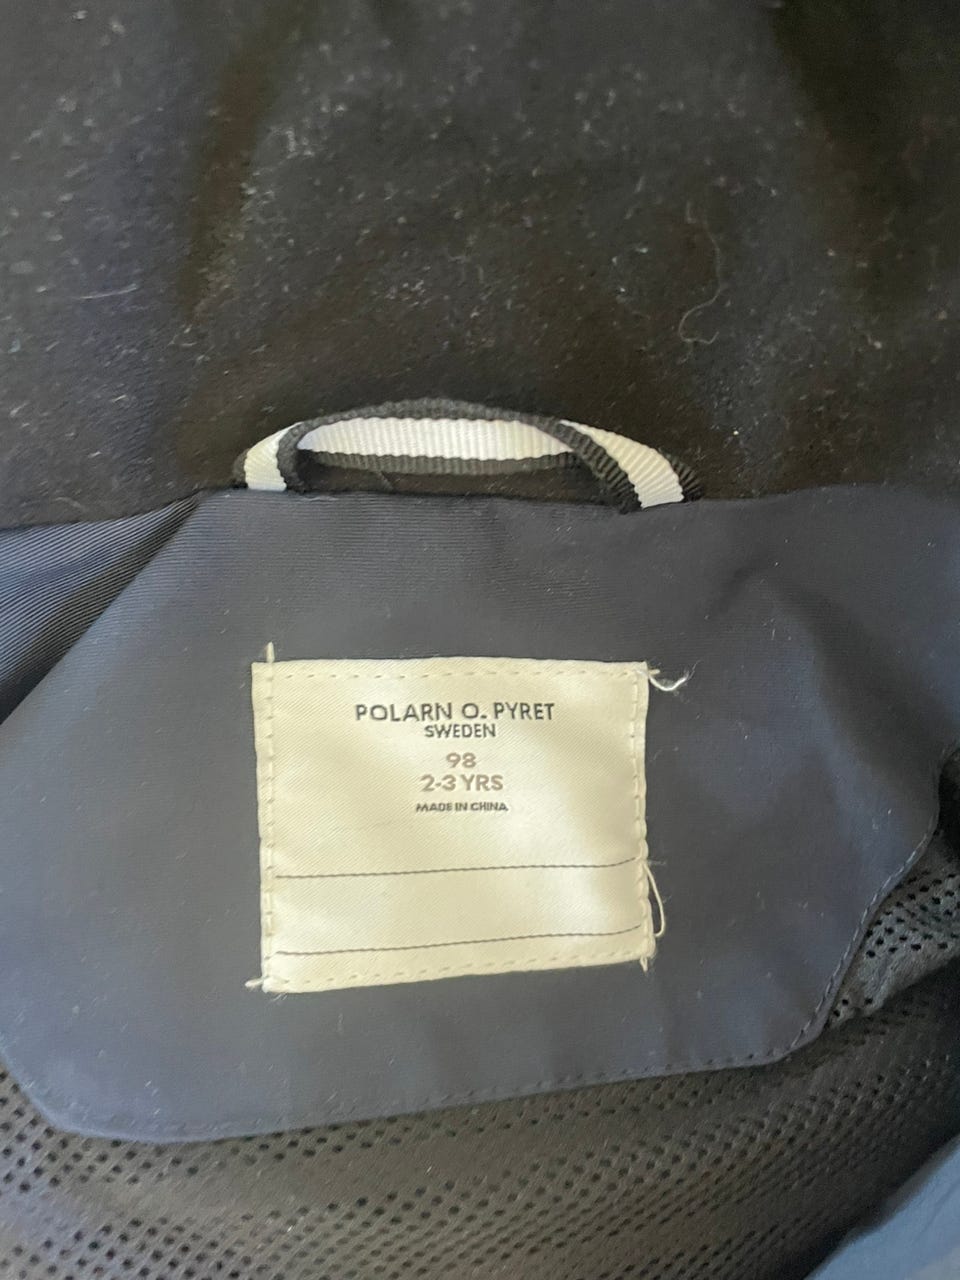 POLARN O. PYRET
SWEDEN
98
2-3 YRS
MADE IN CHINA